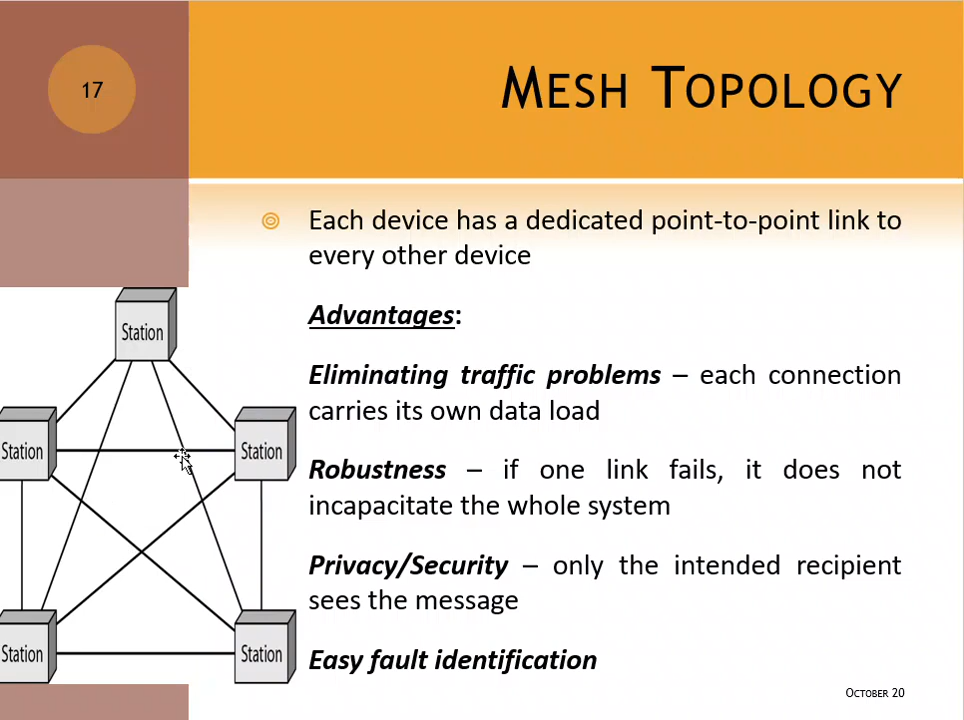 17
MESH TOPOLOGY
Each device has a dedicated point-to-point link to
every other device
Advantages:
Eliminating traffic problems – each connection
carries its own data load
Robustness – if one link fails, it does not
incapacitate the whole system
Privacy/Security – only the intended recipient
sees the message
Easy fault identification
Station
Station
Station
Station
Station
OCTOBER 20